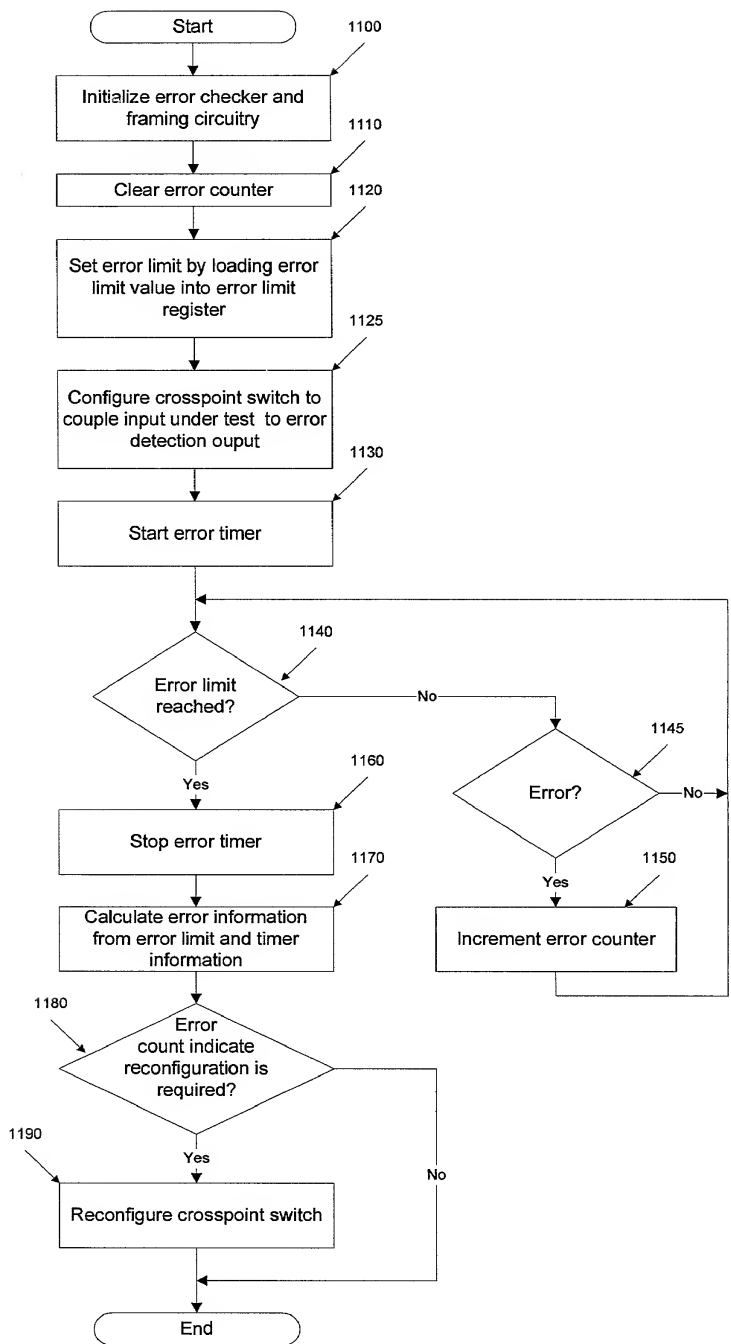 Start
1100
Initialize error checker and
framing circuitry
1110
Clear error counter
1120
Set error limit by loading error
limit value into error limit
register
1125
Configure crosspoint switch to
couple input under test to error
detection ouput
1130
Start error timer
1140
Error limit
reached?
No
1145
Error?
No
Yes
1160
Stop error timer
Yes
1150
Increment error counter
1170
Calculate error information
from error limit and timer
information
1180
Error
count indicate
reconfiguration is
required?
Yes
No
1190
Reconfigure crosspoint switch
End